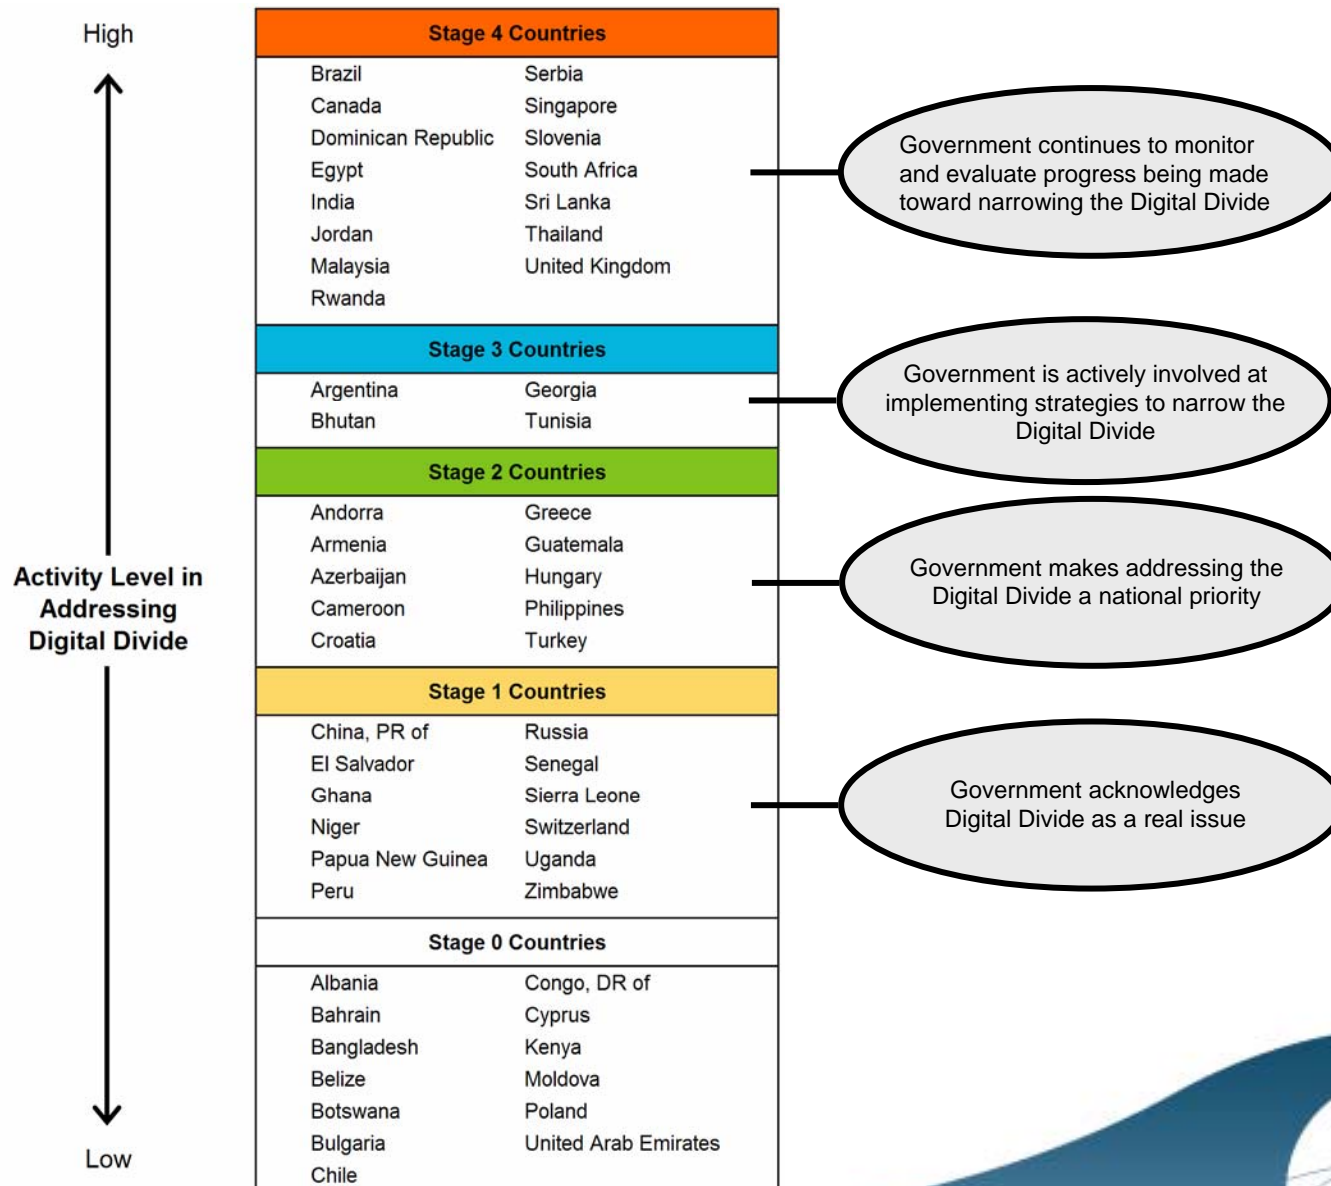 High
Stage 4 Countries
Brazil Serbia
Canada Singapore
Dominican Republic Slovenia
Egypt South Africa
India Sri Lanka
Jordan Thailand
Malaysia United Kingdom
Rwanda
Government continues to monitor
and evaluate progress being made
toward narrowing the Digital Divide
Stage 3 Countries
Argentina Georgia
Bhutan Tunisia
Government is actively involved at
implementing strategies to narrow the
Digital Divide
Stage 2 Countries
Andorra Greece
Armenia Guatemala
Azerbaijan Hungary
Cameroon Philippines
Croatia Turkey
Government makes addressing the
Digital Divide a national priority
Activity Level in
Addressing
Digital Divide
Stage 1 Countries
China, PR of Russia
El Salvador Senegal
Ghana Sierra Leone
Niger Switzerland
Papua New Guinea Uganda
Peru Zimbabwe
Government acknowledges
Digital Divide as a real issue
Stage 0 Countries
Albania Congo, DR of
Bahrain Cyprus
Bangladesh Kenya
Belize Moldova
Botswana Poland
Bulgaria United Arab Emirates
Chile
Low